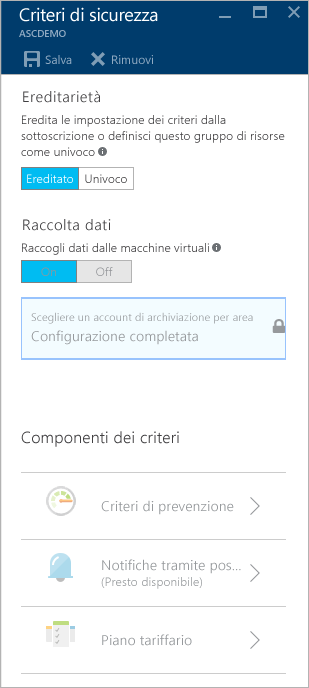 Criteri di sicurezza
ASCDEMO
Salva
Rimuovi
Ereditarietà
Eredita le impostazione dei criteri dalla
sottoscrizione o definisci questo gruppo di risorse
come univoco
Ereditato
Univoco
Raccolta dati
Raccogli dati dalle macchine virtuali
On
Off
Scegliere un account di archiviazione per area
Configurazione completata
Componenti dei criteri
Criteri di prevenzione
Notifiche tramite pos...
(Presto disponibile)
Piano tariffario